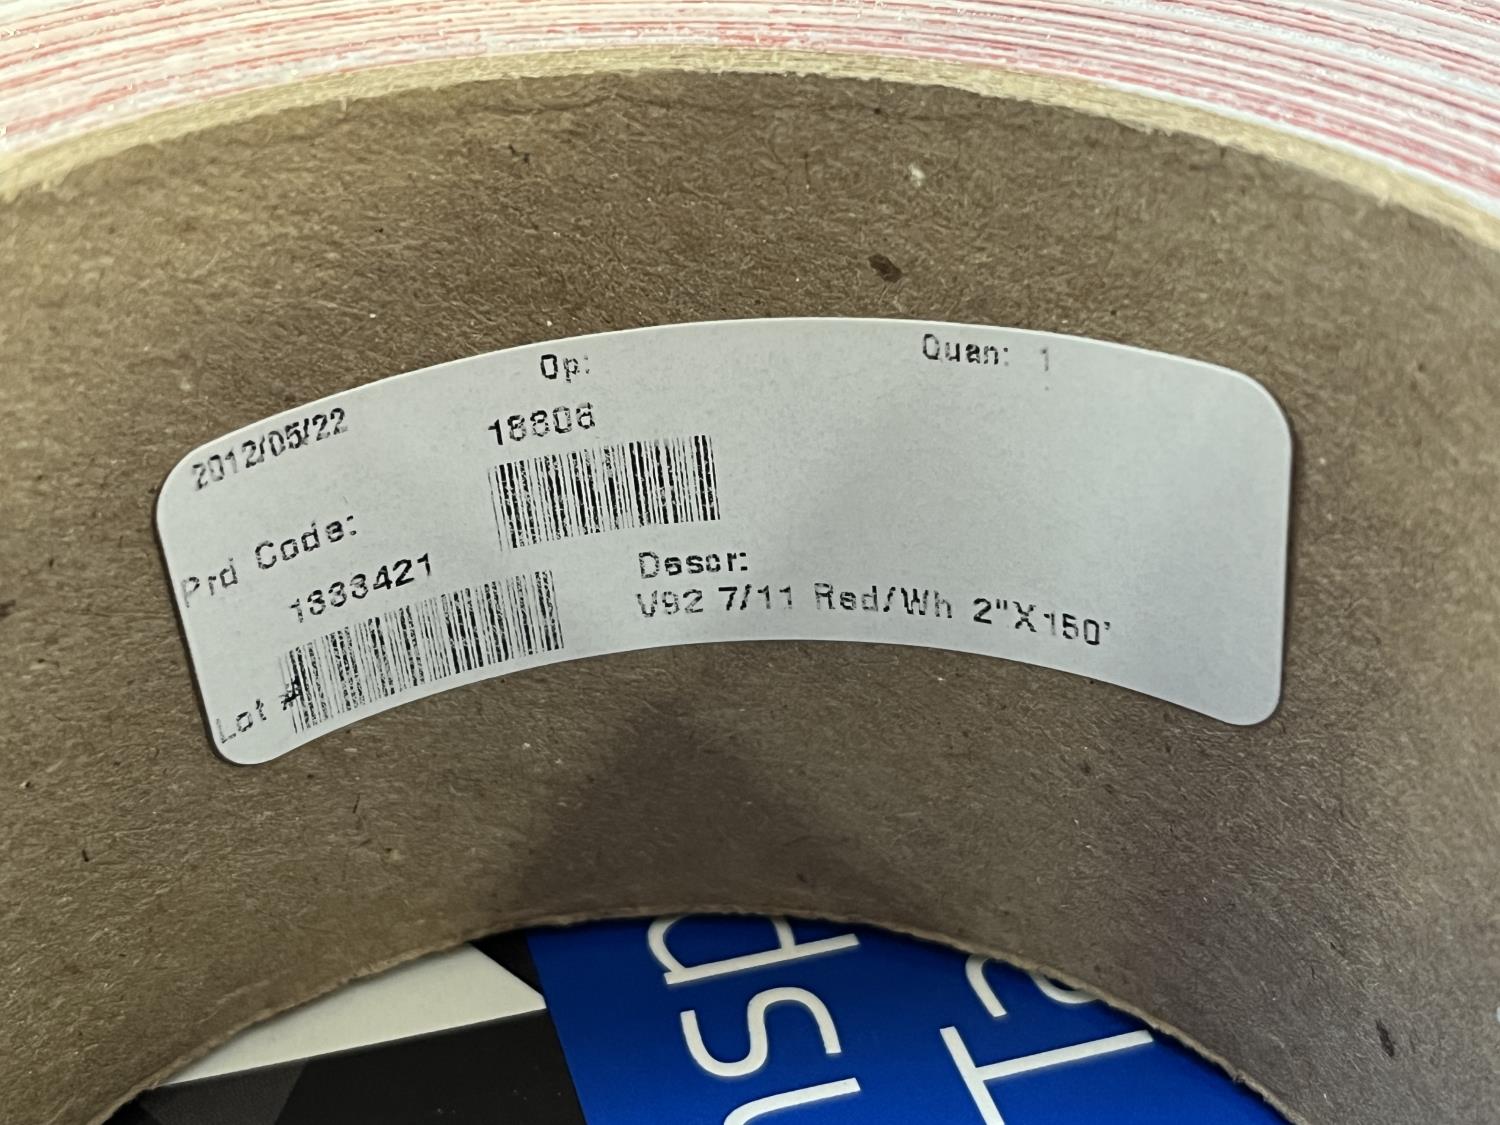 2012/05/22
Op:
Quan: 1
Prd Code:
18806
Lot #
1333421
Descr:
V92 7/11 Red/Wh 2"X150'